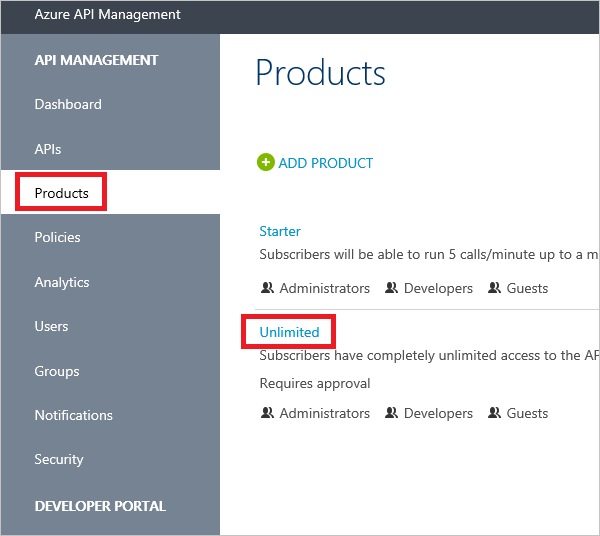 Azure API Management
API MANAGEMENT
Dashboard
APIs
Products
Policies
Analytics
Users
Groups
Notifications
Security
DEVELOPER PORTAL
Products
ADD PRODUCT
Starter
Subscribers will be able to run 5 calls/minute up to a m
Administrators Developers Guests
Unlimited
Subscribers have completely unlimited access to the AP
Requires approval
Administrators Developers Guests